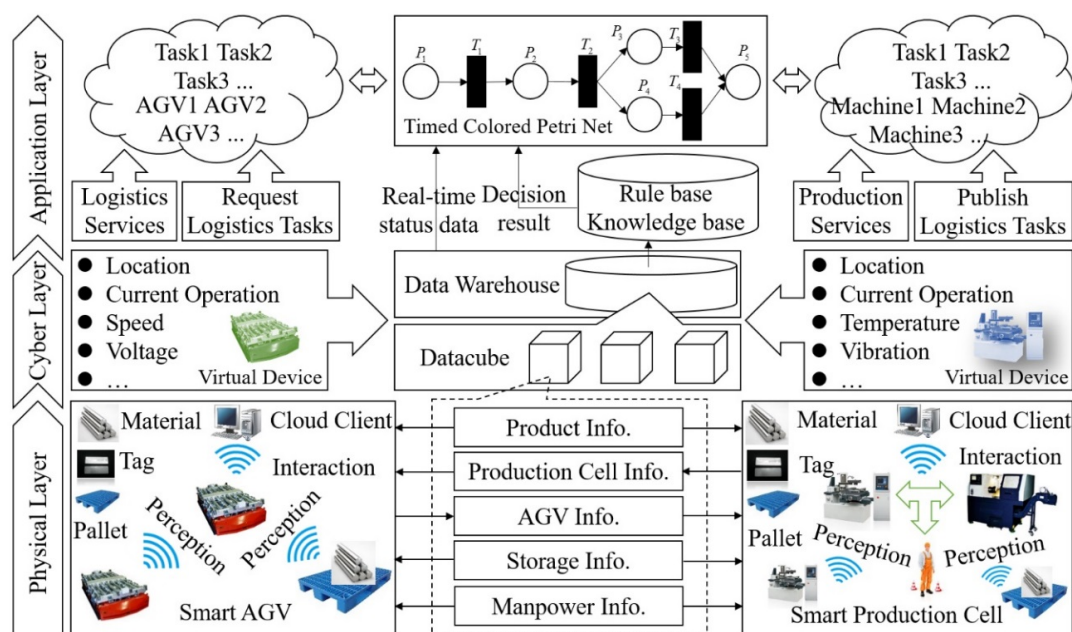 Application Layer
Cyber Layer
Physical Layer
Task1 Task2
Task3 ...
AGV1 AGV2
AGV3 ...
Logistics
Services
Request
Logistics Tasks
P1
T1
P2
T2
P3
T3
P4
T4
P5
Timed Colored Petri Net
Real-time
status data
Decision
result
Rule base
Knowledge base
Task1 Task2
Task3 ...
Machine1 Machine2
Machine3 ...
Production
Services
Publish
Logistics Tasks
● Location
● Current Operation
● Speed
● Voltage
● ...
Virtual Device
Data Warehouse
Datacube
● Location
● Current Operation
● Temperature
● Vibration
● ...
Virtual Device
Material
Cloud Client
Tag
Interaction
Pallet
Perception
Perception
Smart AGV
Product Info.
Production Cell Info.
AGV Info.
Storage Info.
Manpower Info.
Material
Cloud Client
Tag
Interaction
Pallet
Perception
Perception
Smart Production Cell